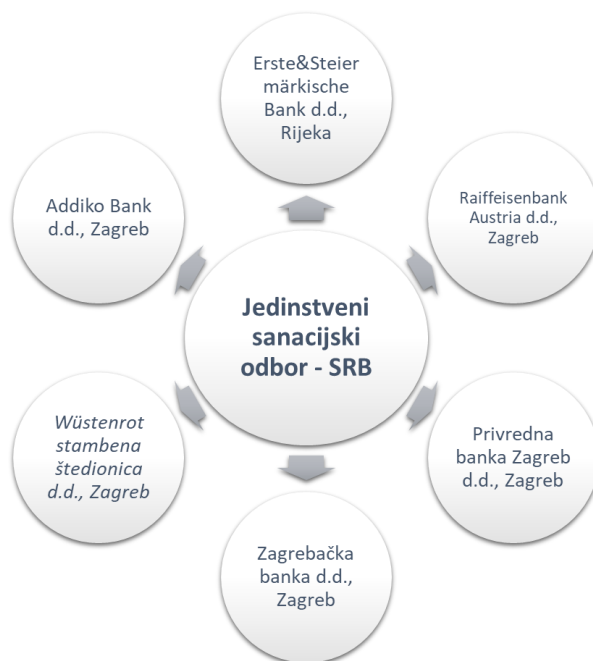 Erste&Steier
märkische
Bank d.d.,
Rijeka
Raiffeisenbank
Austria d.d.,
Zagreb
Privredna
banka Zagreb
d.d., Zagreb
Zagrebačka
banka d.d.,
Zagreb
Wüstenrot
stambena
štedionica
d.d., Zagreb
Addiko Bank
d.d., Zagreb
Jedinstveni
sanacijski
odbor - SRB